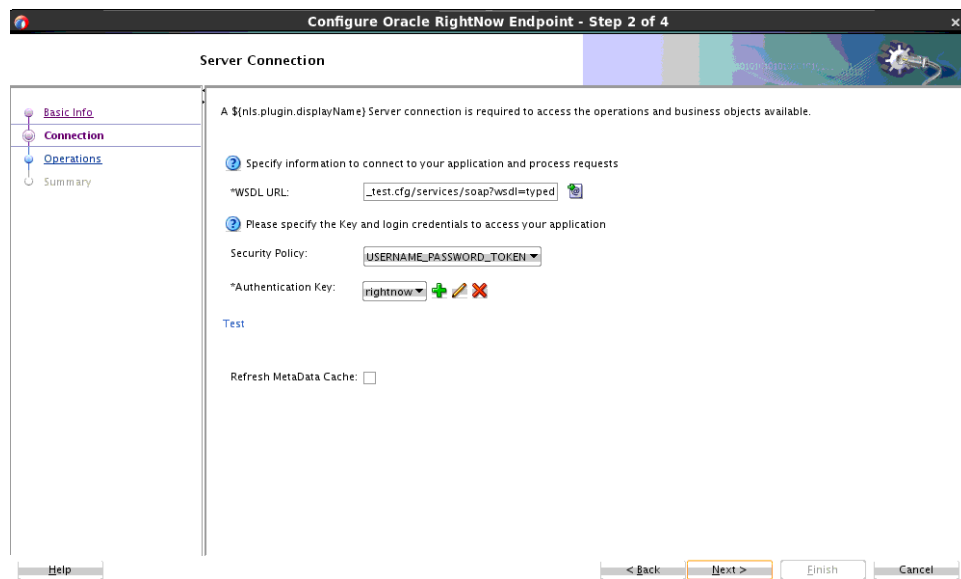 Configure Oracle RightNow Endpoint - Step 2 of 4
Server Connection
Basic Info
Connection
Operations
Summary
A ${nls.plugin.displayName} Server connection is required to access the operations and business objects available.
Specify information to connect to your application and process requests
*WSDL URL: _test.cfg/services/soap?wsdl=typed
Please specify the Key and login credentials to access your application
Security Policy: USERNAME_PASSWORD_TOKEN
*Authentication Key: rightnow
Test
Refresh MetaData Cache:
Help < Back Next > Finish Cancel